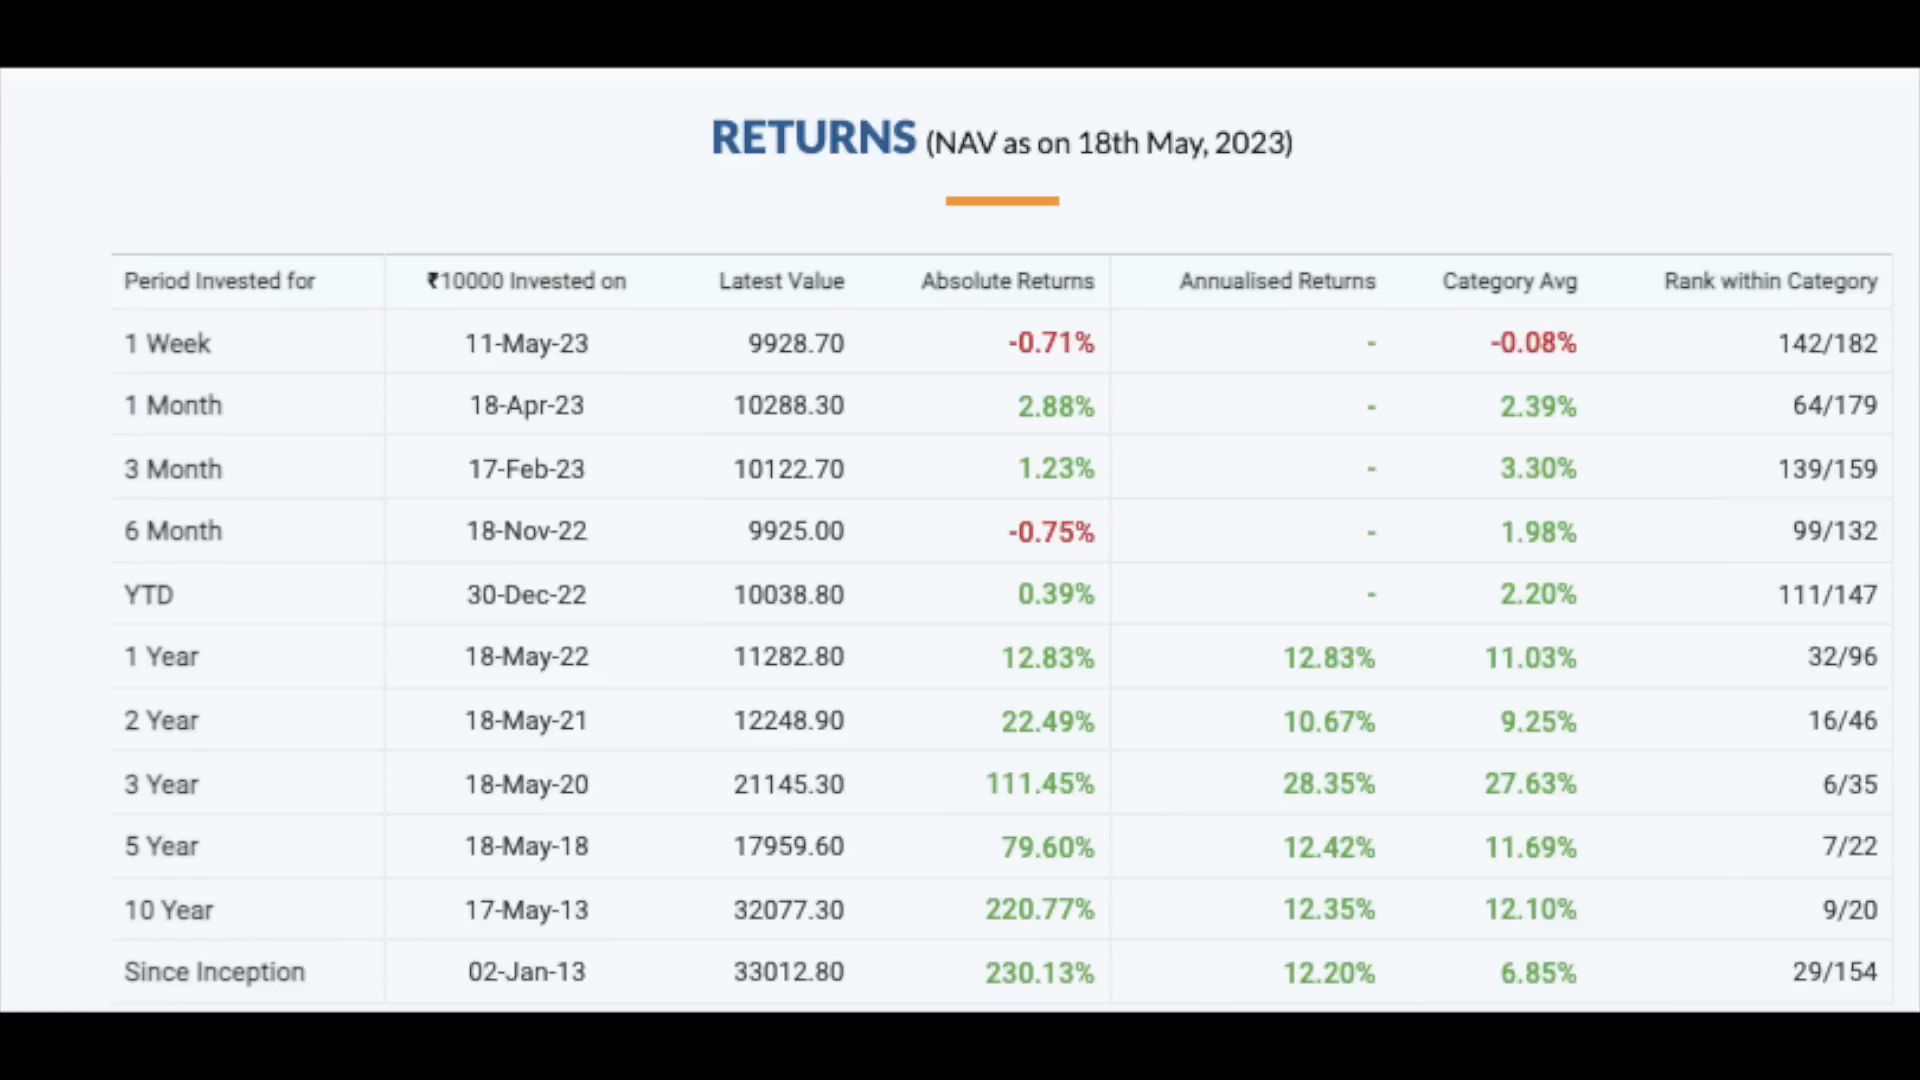 RETURNS (NAV as on 18th May, 2023)
Period Invested for ₹10000 Invested on Latest Value Absolute Returns Annualised Returns Category Avg Rank within Category
1 Week 11-May-23 9928.70 -0.71% - -0.08% 142/182
1 Month 18-Apr-23 10288.30 2.88% - 2.39% 64/179
3 Month 17-Feb-23 10122.70 1.23% - 3.30% 139/159
6 Month 18-Nov-22 9925.00 -0.75% - 1.98% 99/132
YTD 30-Dec-22 10038.80 0.39% - 2.20% 111/147
1 Year 18-May-22 11282.80 12.83% 12.83% 11.03% 32/96
2 Year 18-May-21 12248.90 22.49% 10.67% 9.25% 16/46
3 Year 18-May-20 21145.30 111.45% 28.35% 27.63% 6/35
5 Year 18-May-18 17959.60 79.60% 12.42% 11.69% 7/22
10 Year 17-May-13 32077.30 220.77% 12.35% 12.10% 9/20
Since Inception 02-Jan-13 33012.80 230.13% 12.20% 6.85% 29/154